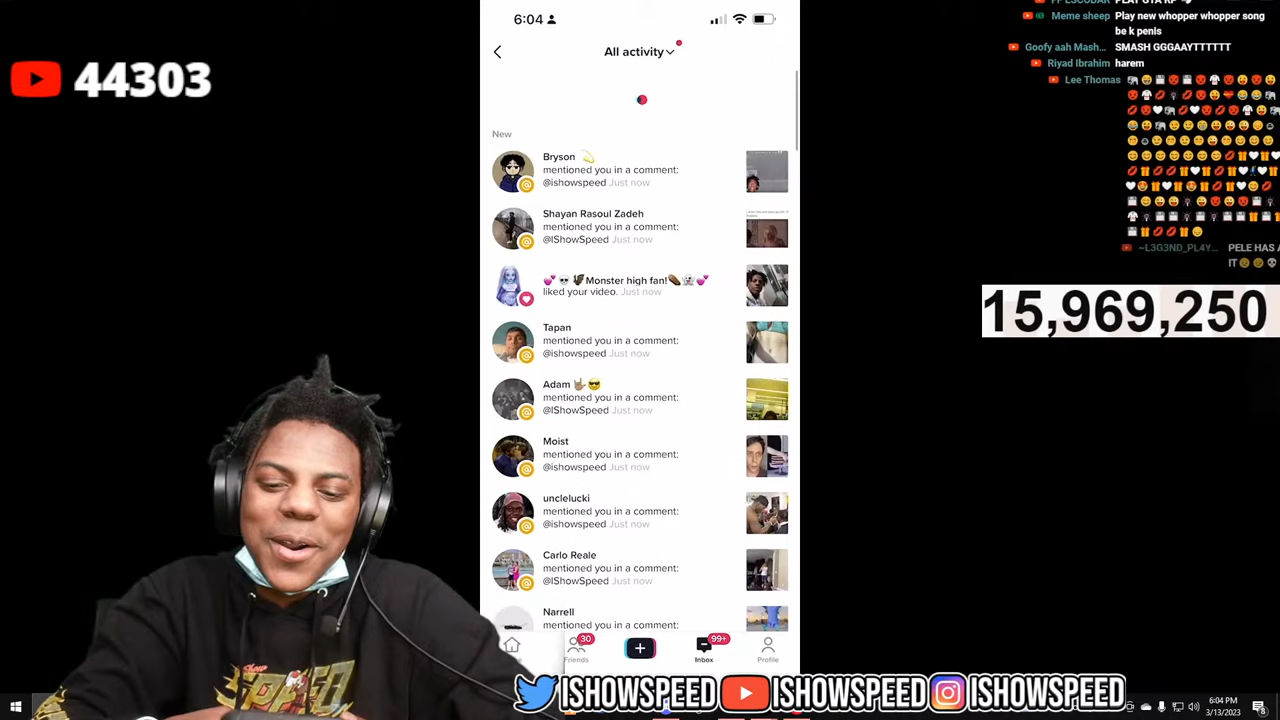 44303
6:04
All activity
New
Bryson
mentioned you in a comment:
@ishowspeed Just now
Shayan Rasoul Zadeh
mentioned you in a comment:
@IShowSpeed Just now
Monster high fan!
liked your video. Just now
Tapan
mentioned you in a comment:
@ishowspeed Just now
Adam
mentioned you in a comment:
@IShowSpeed Just now
Moist
mentioned you in a comment:
@ishowspeed Just now
unclelucki
mentioned you in a comment:
@ishowspeed Just now
Carlo Reale
mentioned you in a comment:
@IShowSpeed Just now
Narrell
mentioned you in a comment:
30
99+
Friends
Inbox
Profile
Meme sheep Play new whopper whopper song
be k penis
Goofy aah Mash... SMASH GGGAAYTTTTTT
Riyad Ibrahim harem
Lee Thomas
~L3G3ND_PL4Y... PELE HAS A
IT
15,969,250
ISHOWSPEED ISHOWSPEED ISHOWSPEED
6:04 PM
3/13/2023